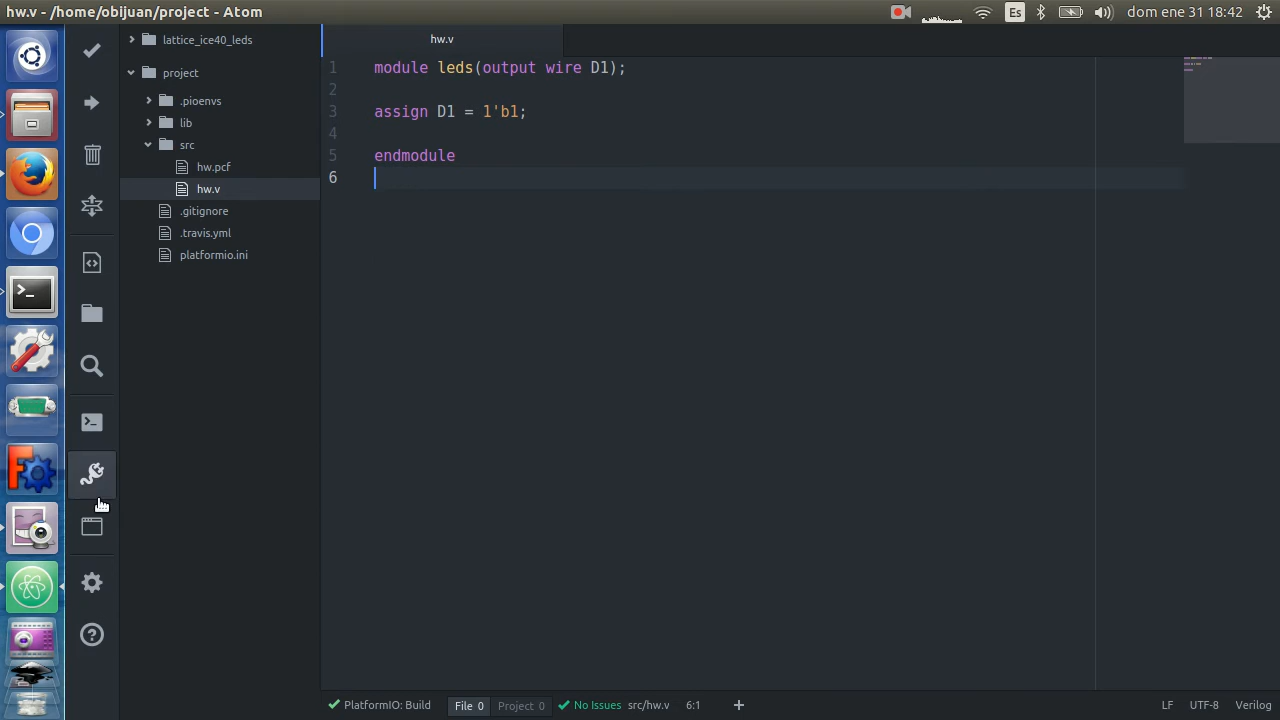 hw.v - /home/obijuan/project - Atom
Es
dom ene 31 18:42
lattice_ice40_leds
project
.pioenvs
lib
src
hw.pcf
hw.v
.gitignore
.travis.yml
platformio.ini
hw.v
1 module leds(output wire D1);
2
3 assign D1 = 1'b1;
4
5 endmodule
6
PlatformIO: Build File 0 Project 0 No Issues src/hw.v 6:1 + LF UTF-8 Verilog